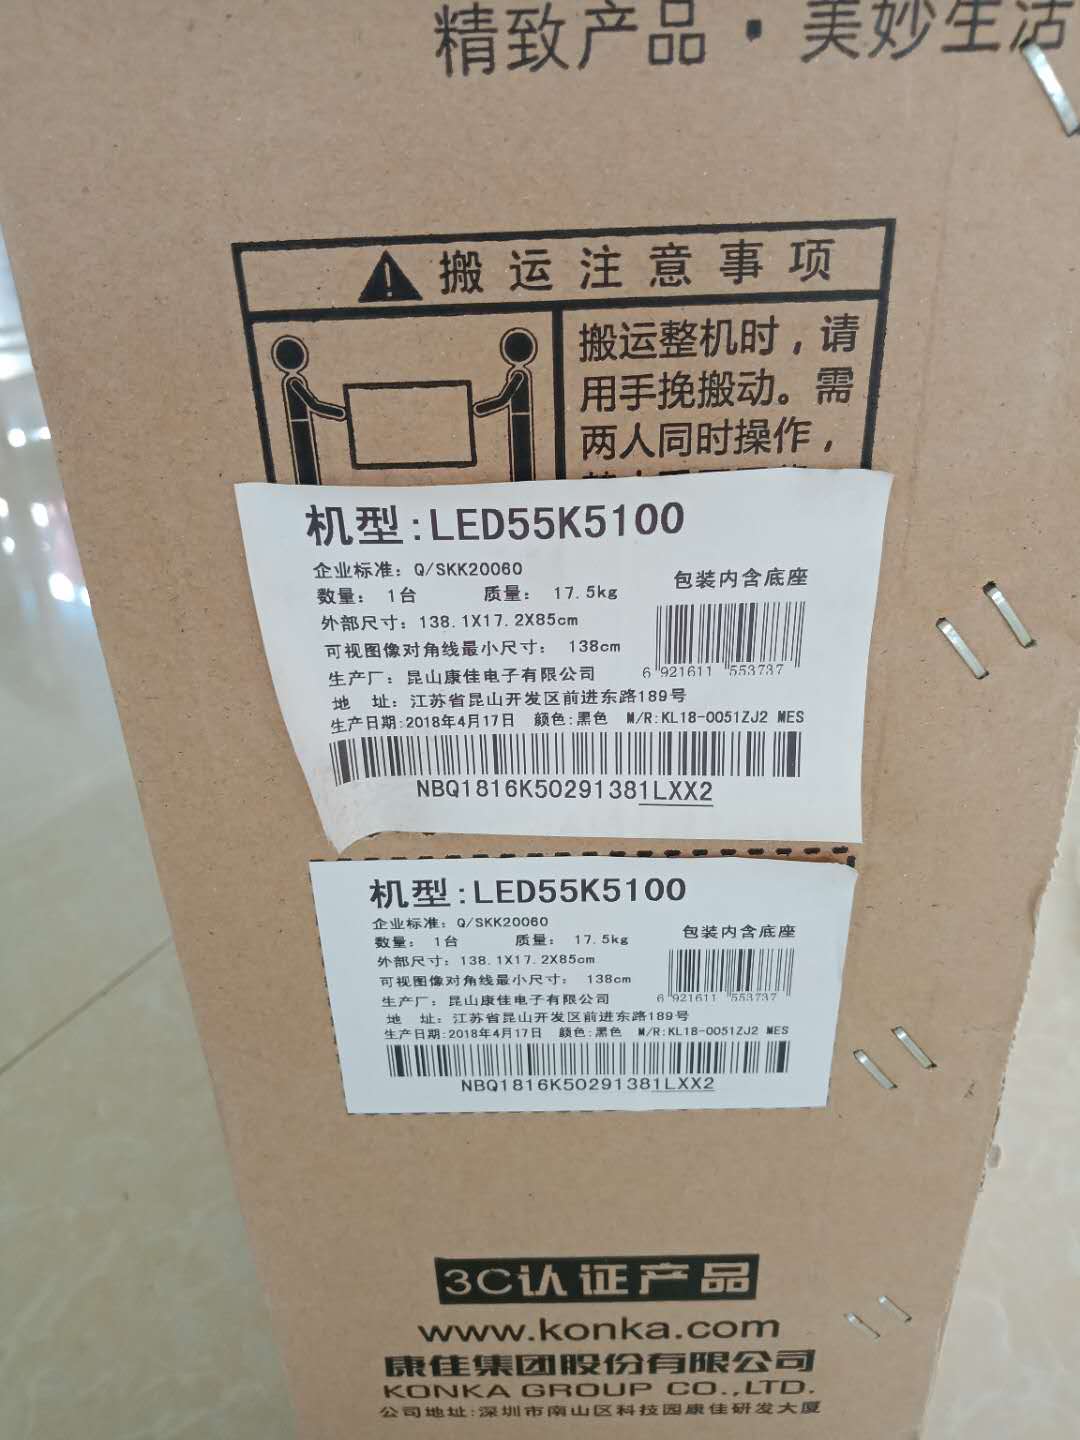 精致产品·美妙生活
搬运注意事项
搬运整机时，请
用手挽搬动。需
两人同时操作，
机型:LED55K5100
企业标准: Q/SKK20060
数量: 1台 质量: 17.5kg
包装内含底座
外部尺寸: 138.1X17.2X85cm
可视图像对角线最小尺寸: 138cm
6 921611 553737
生产厂: 昆山康佳电子有限公司
地 址: 江苏省昆山开发区前进东路189号
生产日期:2018年4月17日 颜色:黑色 M/R:KL18-0051ZJ2 MES
NBQ1816K50291381LXX2
机型:LED55K5100
企业标准: Q/SKK20060
数量: 1台 质量: 17.5kg
包装内含底座
外部尺寸: 138.1X17.2X85cm
可视图像对角线最小尺寸: 138cm
6 921611 553737
生产厂: 昆山康佳电子有限公司
地 址: 江苏省昆山开发区前进东路189号
生产日期:2018年4月17日 颜色:黑色 M/R:KL18-0051ZJ2 MES
NBQ1816K50291381LXX2
3C认证产品
www.konka.com
康佳集团股份有限公司
KONKA GROUP CO.,LTD.
公司地址:深圳市南山区科技园康佳研发大厦